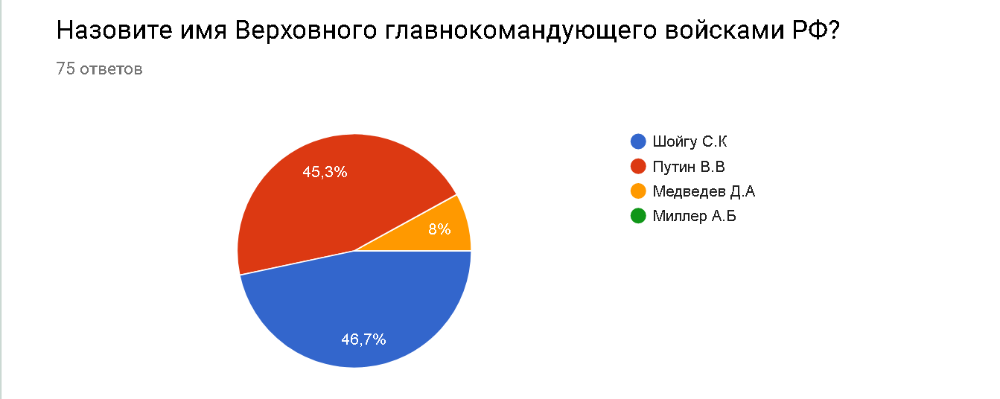 Назовите имя Верховного главнокомандующего войсками РФ?
75 ответов
45,3%
8%
46,7%
Шойгу С.К
Путин В.В
Медведев Д.А
Миллер А.Б